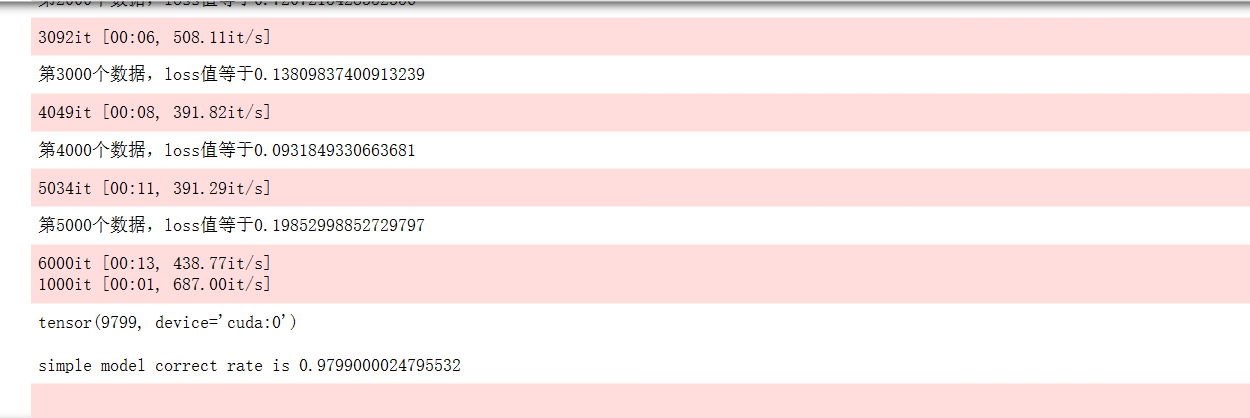 3092it [00:06, 508.11it/s]
第3000个数据，loss值等于0.13809837400913239
4049it [00:08, 391.82it/s]
第4000个数据，loss值等于0.0931849330663681
5034it [00:11, 391.29it/s]
第5000个数据，loss值等于0.19852998852729797
6000it [00:13, 438.77it/s]
1000it [00:01, 687.00it/s]
tensor(9799, device='cuda:0')
simple model correct rate is 0.9799000024795532